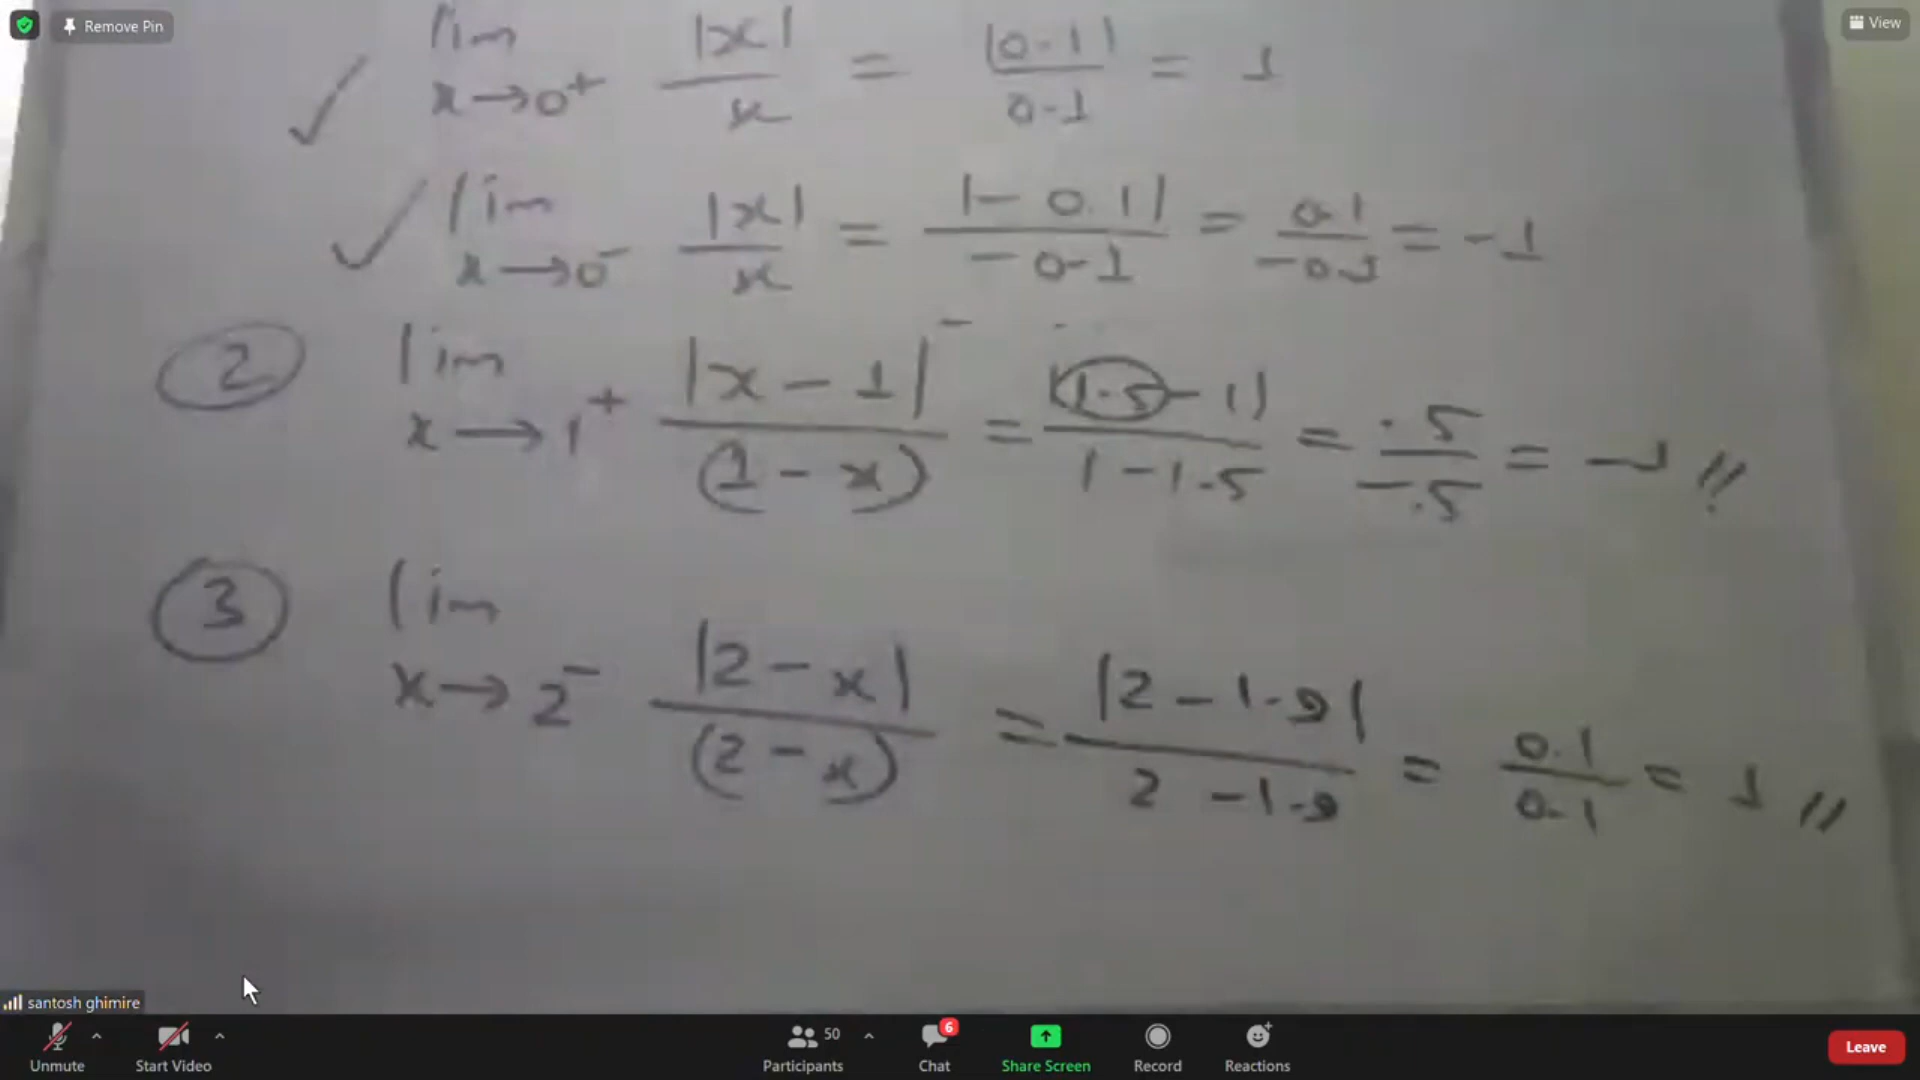 Remove Pin
View
lim x→0⁺ |x|/x = |0.1|/0.1 = 1
lim x→0⁻ |x|/x = |-0.1|/-0.1 = 0.1/-0.1 = -1
② lim x→1⁺ |x-1|/(1-x) = |1.5-1|/1-1.5 = .5/-.5 = -1 //
③ lim x→2⁻ |2-x|/(2-x) = |2-1.9|/2-1.9 = 0.1/0.1 = 1 //
santosh ghimire
Unmute
Start Video
50
Participants
6
Chat
Share Screen
Record
Reactions
Leave